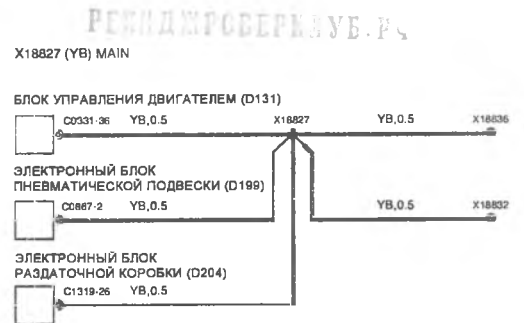 X18827 (YB) MAIN
БЛОК УПРАВЛЕНИЯ ДВИГАТЕЛЕМ (D131)
C0331-36 YB,0.5 X18827 YB,0.5 X18836
ЭЛЕКТРОННЫЙ БЛОК
ПНЕВМАТИЧЕСКОЙ ПОДВЕСКИ (D199)
C0867-2 YB,0.5 YB,0.5 X18832
ЭЛЕКТРОННЫЙ БЛОК
РАЗДАТОЧНОЙ КОРОБКИ (D204)
C1319-26 YB,0.5